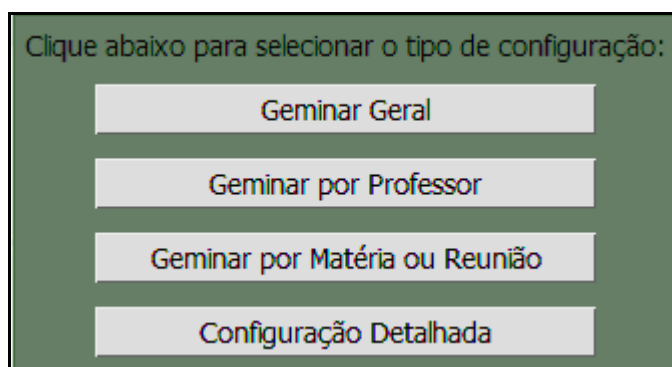 Clique abaixo para selecionar o tipo de configuração:
Geminar Geral
Geminar por Professor
Geminar por Matéria ou Reunião
Configuração Detalhada